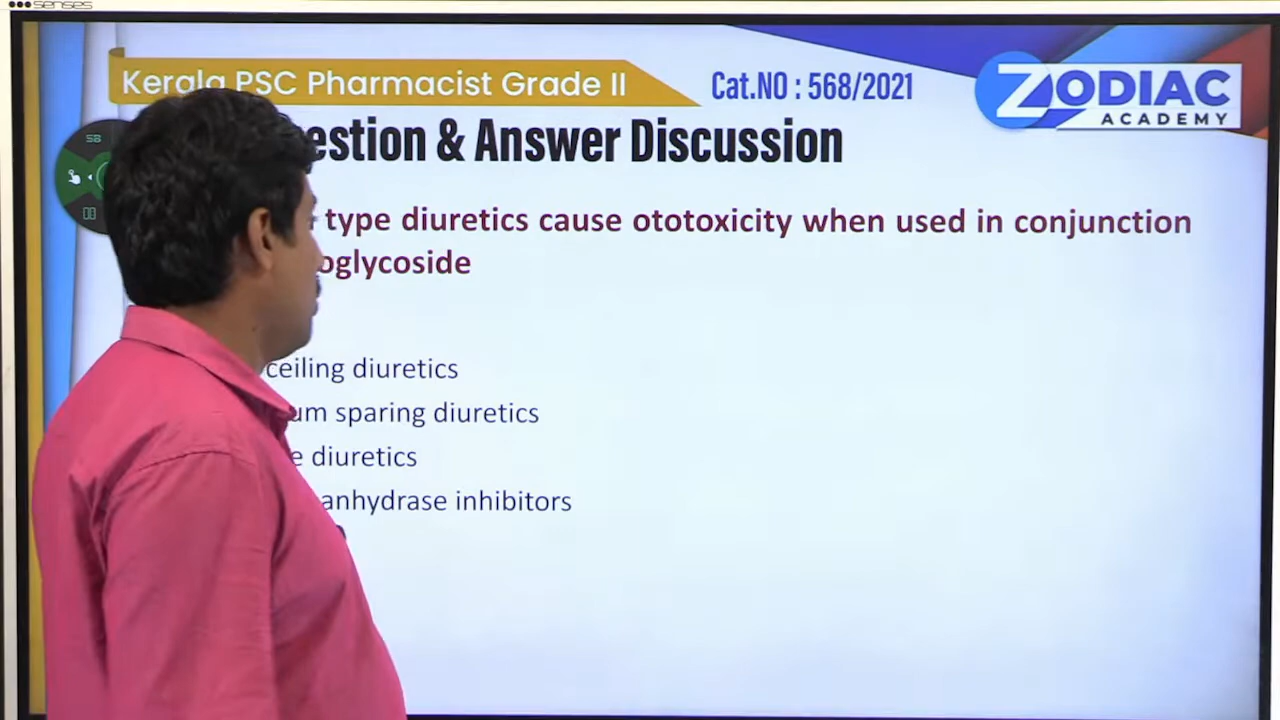 senses
Kerala PSC Pharmacist Grade II
Cat.NO : 568/2021
ZODIAC
ACADEMY
estion & Answer Discussion
type diuretics cause ototoxicity when used in conjunction
oglycoside
ceiling diuretics
um sparing diuretics
e diuretics
anhydrase inhibitors